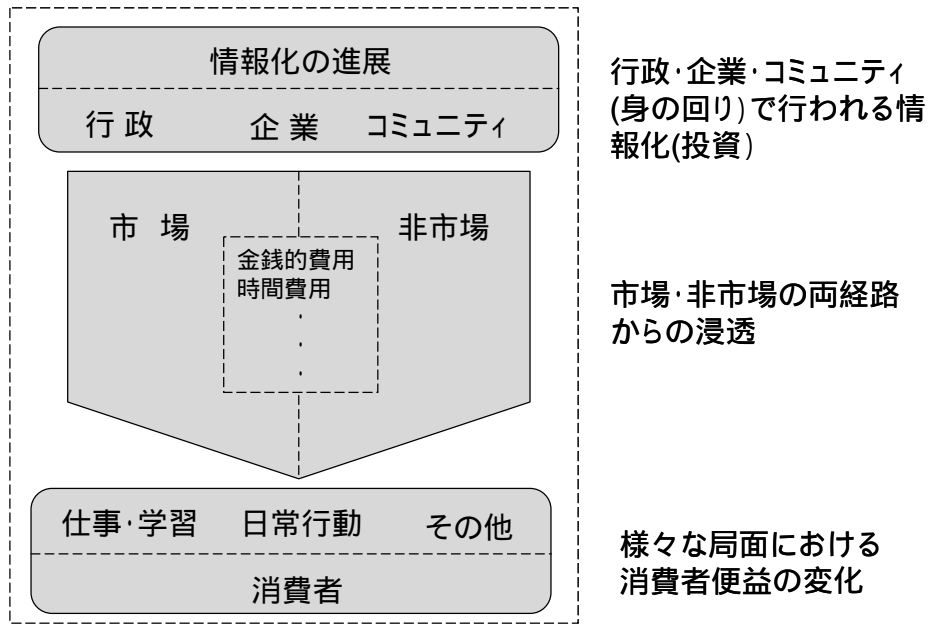 情報化の進展
行 政 企 業 コミュニティ
行政･企業･コミュニティ
(身の回り)で行われる情
報化(投資)
市 場 非市場
金銭的費用
時間費用
･
･
市場･非市場の両経路
からの浸透
仕事･学習 日常行動 その他
消費者
様々な局面における
消費者便益の変化